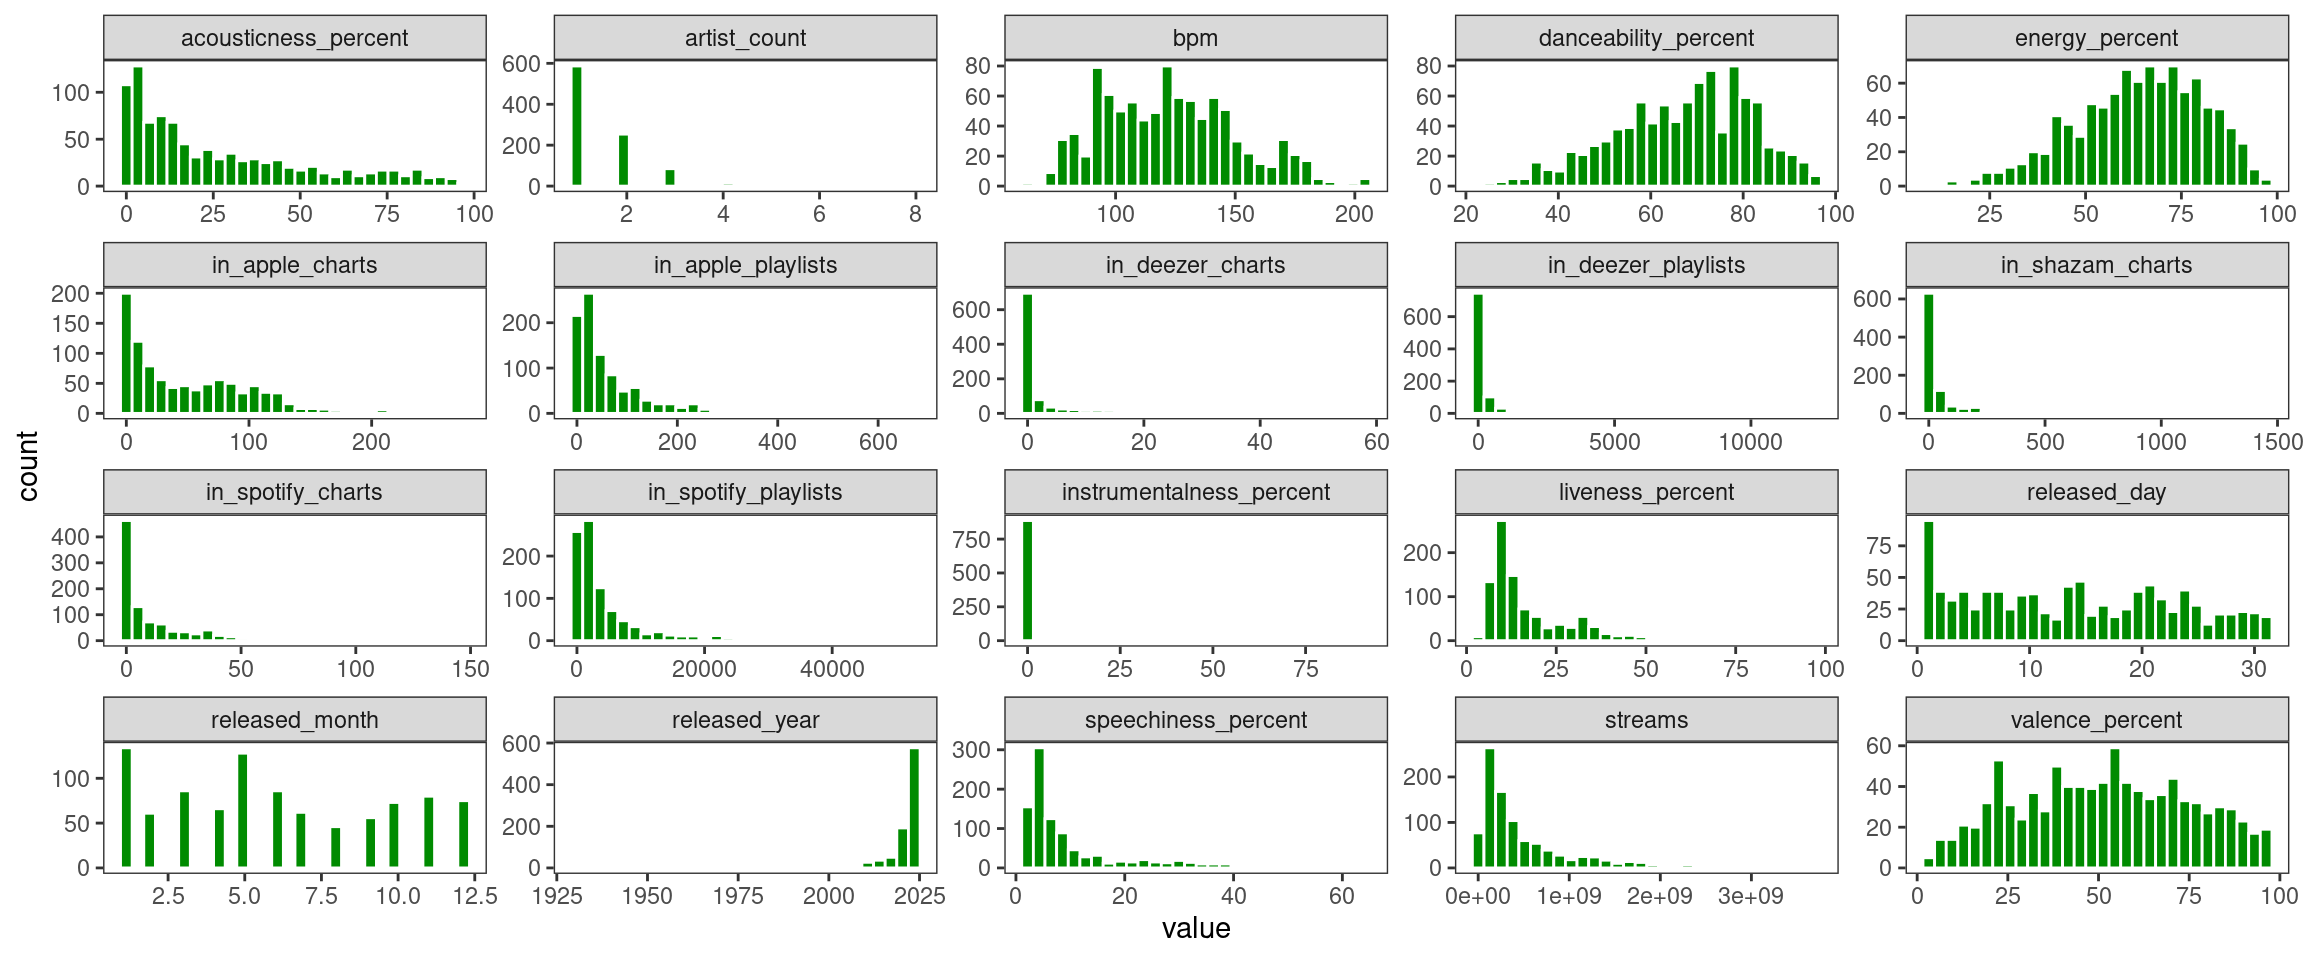 acousticness_percent artist_count bpm danceability_percent energy_percent
100 50 0 600 400 200 0 80 60 40 20 0 80 60 40 20 0 60 40 20 0
0 25 50 75 100 2 4 6 8 100 150 200 20 40 60 80 100 25 50 75 100
in_apple_charts in_apple_playlists in_deezer_charts in_deezer_playlists in_shazam_charts
200 150 100 50 0 200 100 0 600 400 200 0 600 400 200 0 600 400 200 0
0 100 200 0 200 400 600 0 20 40 60 0 5000 10000 0 500 1000 1500
count
in_spotify_charts in_spotify_playlists instrumentalness_percent liveness_percent released_day
400 300 200 100 0 200 100 0 750 500 250 0 200 100 0 75 50 25 0
0 50 100 150 0 20000 40000 0 25 50 75 0 25 50 75 100 0 10 20 30
released_month released_year speechiness_percent streams valence_percent
100 50 0 600 400 200 0 300 200 100 0 200 100 0 60 40 20 0
2.5 5.0 7.5 10.0 12.5 1925 1950 1975 2000 2025 0 20 40 60 0e+00 1e+09 2e+09 3e+09 0 25 50 75 100
value